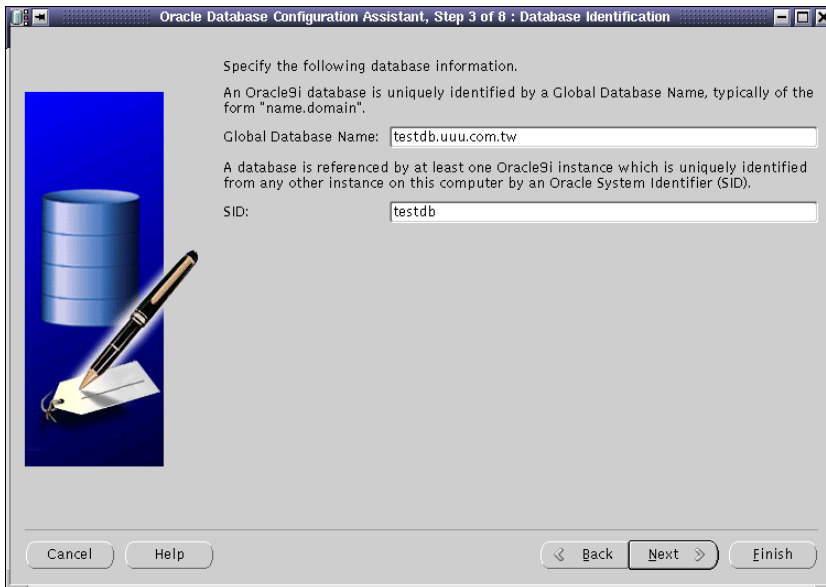 Oracle Database Configuration Assistant, Step 3 of 8 : Database Identification
Specify the following database information.
An Oracle9i database is uniquely identified by a Global Database Name, typically of the
form "name.domain".
Global Database Name: testdb.uuu.com.tw
A database is referenced by at least one Oracle9i instance which is uniquely identified
from any other instance on this computer by an Oracle System Identifier (SID).
SID: testdb
Cancel Help Back Next Finish